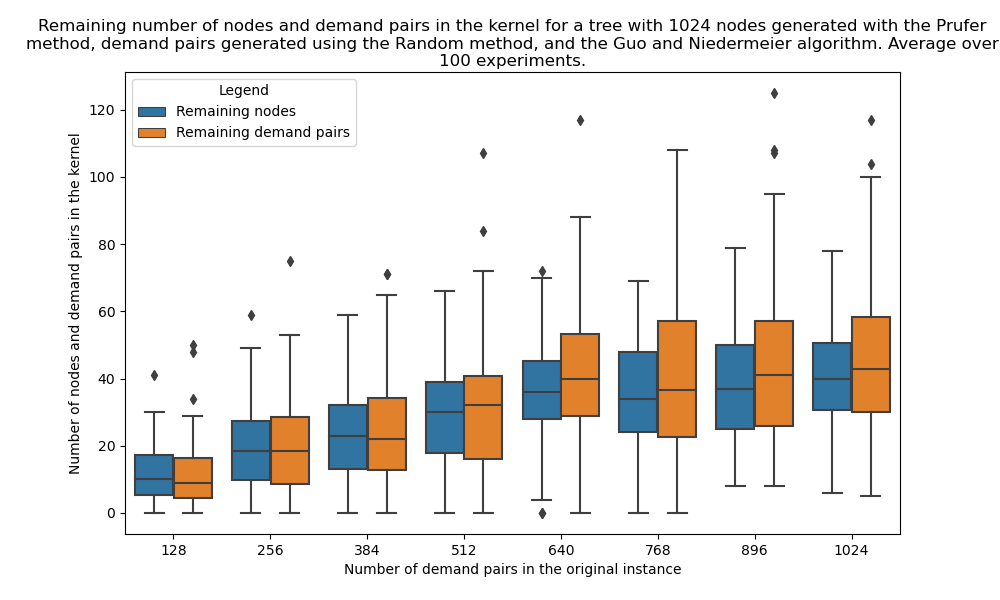 Remaining number of nodes and demand pairs in the kernel for a tree with 1024 nodes generated with the Prufer
method, demand pairs generated using the Random method, and the Guo and Niedermeier algorithm. Average over
100 experiments.
Legend
Remaining nodes
Remaining demand pairs
Number of nodes and demand pairs in the kernel
120
100
80
60
40
20
0
128 256 384 512 640 768 896 1024
Number of demand pairs in the original instance